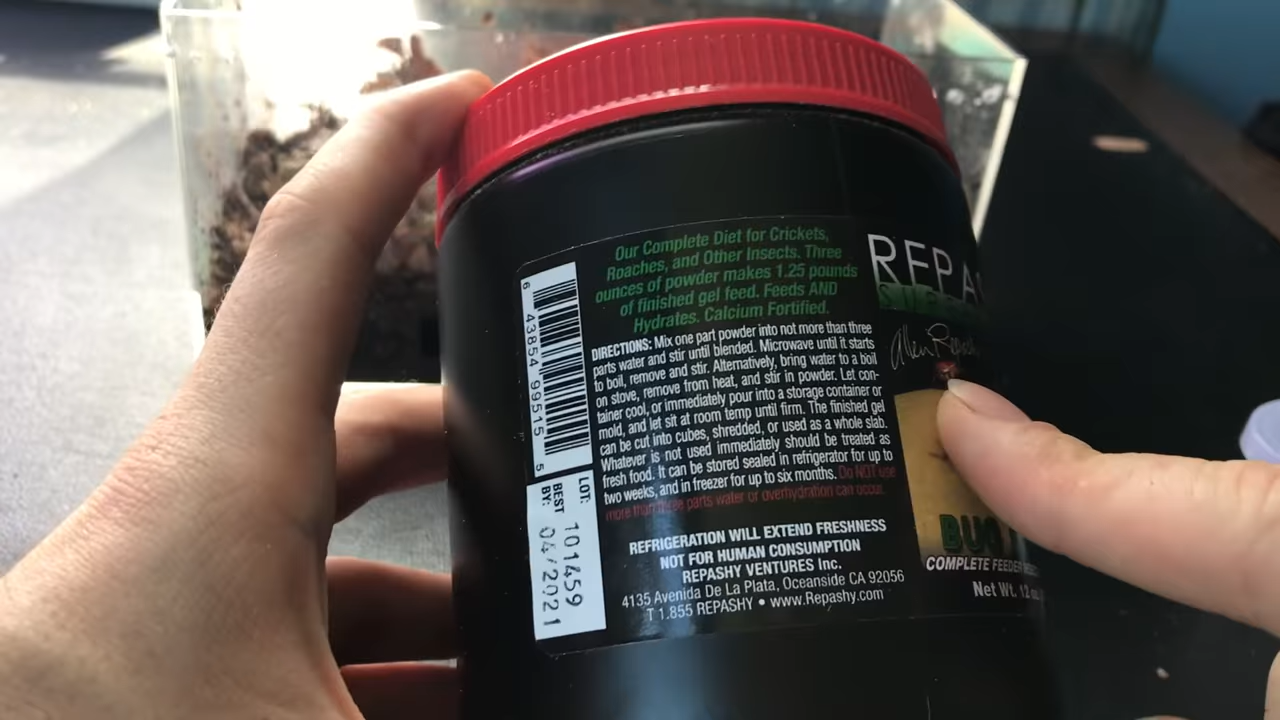 Our Complete Diet for Crickets,
Roaches, and Other Insects. Three
ounces of powder makes 1.25 pounds
of finished gel feed. Feeds AND
Hydrates. Calcium Fortified.
DIRECTIONS: Mix one part powder into not more than three
parts water and stir until blended. Microwave until it starts
to boil, remove and stir. Alternatively, bring water to a boil
on stove, remove from heat, and stir in powder. Let con-
tainer cool, or immediately pour into a storage container or
mold, and let sit at room temp until firm. The finished gel
can be cut into cubes, shredded, or used as a whole slab.
Whatever is not used immediately should be treated as
fresh food. It can be stored sealed in refrigerator for up to
two weeks, and in freezer for up to six months. Do NOT use
more than three parts water or overhydration can occur.
REFRIGERATION WILL EXTEND FRESHNESS
NOT FOR HUMAN CONSUMPTION
REPASHY VENTURES Inc.
4135 Avenida De La Plata, Oceanside CA 92056
T 1.855 REPASHY • www.Repashy.com
6 43854 99515 5
LOT: 101459
BEST BY: 04/2021
REPA
Allen Repashy
BUG
COMPLETE FEEDER
Net Wt. 12 oz